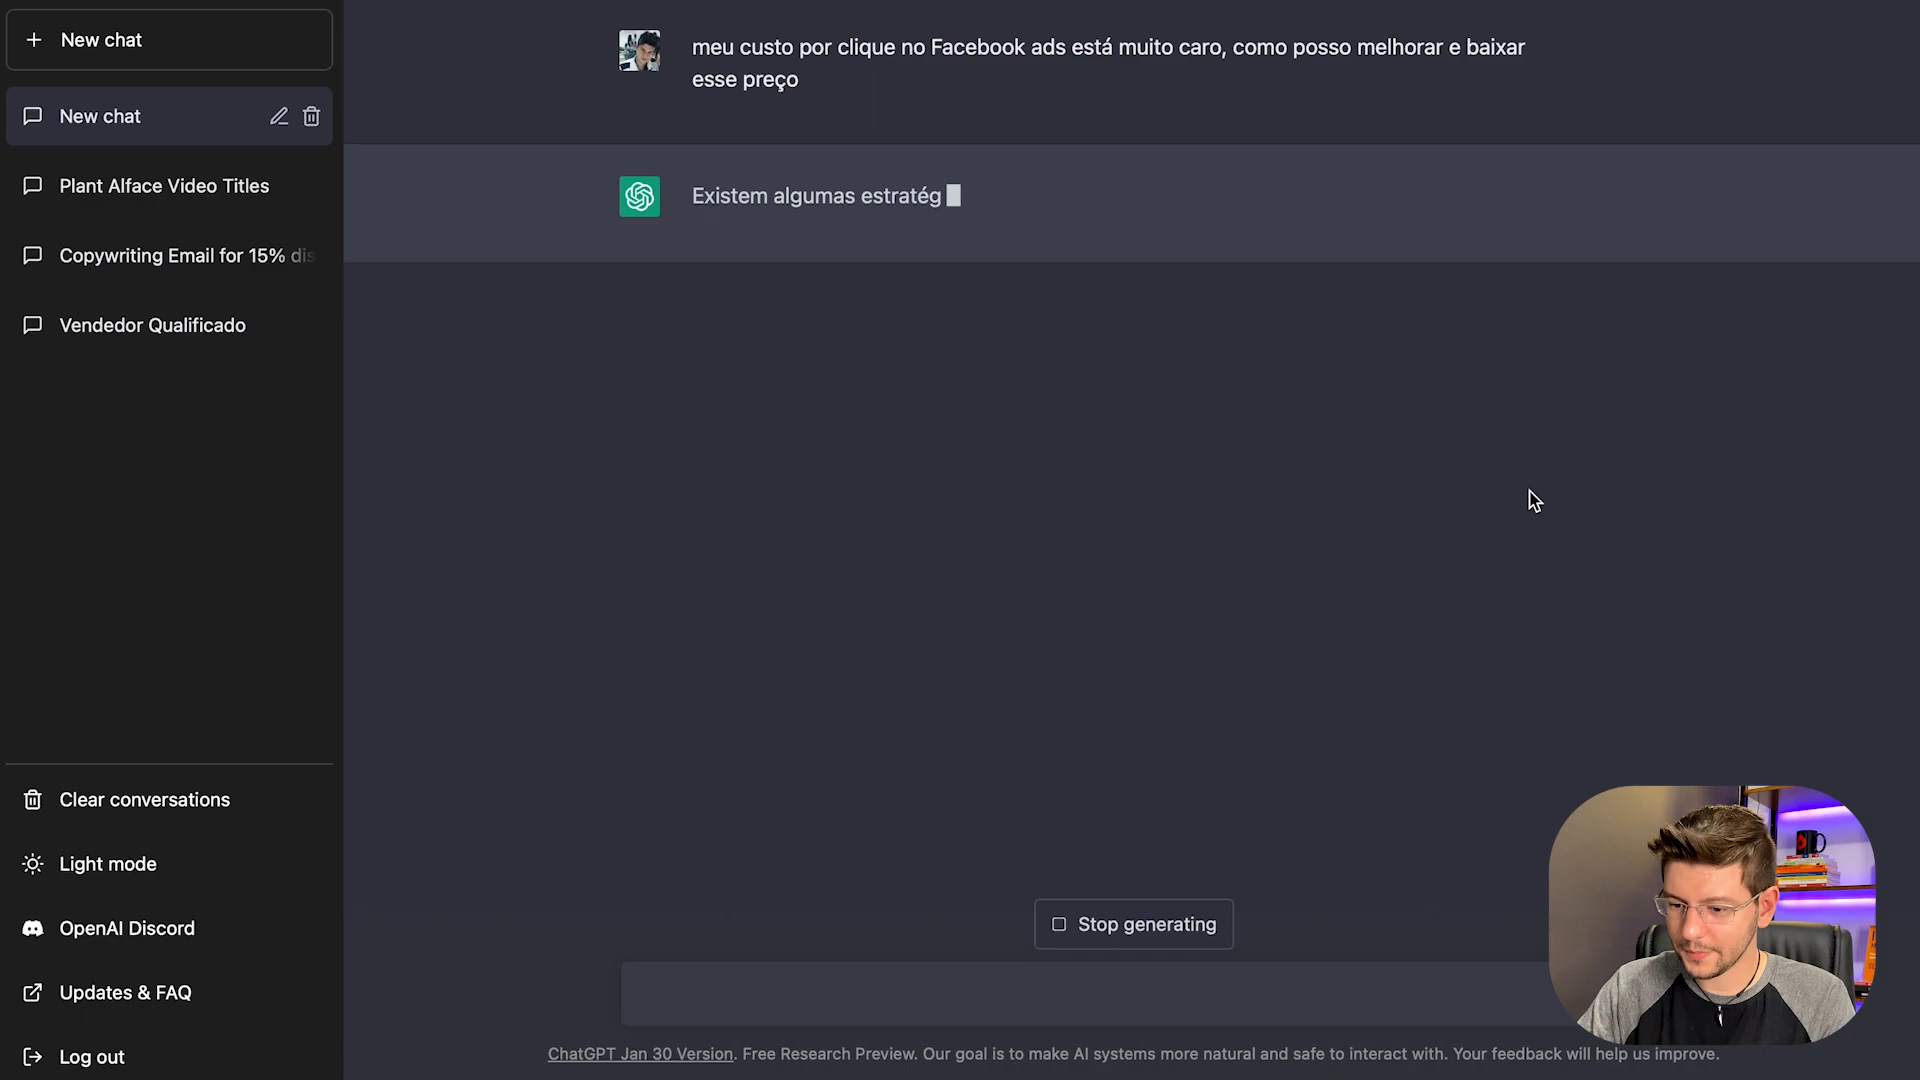 New chat
New chat
Plant Alface Video Titles
Copywriting Email for 15% dis
Vendedor Qualificado
Clear conversations
Light mode
OpenAI Discord
Updates & FAQ
Log out
meu custo por clique no Facebook ads está muito caro, como posso melhorar e baixar
esse preço
Existem algumas estratég
Stop generating
ChatGPT Jan 30 Version. Free Research Preview. Our goal is to make AI systems more natural and safe to interact with. Your feedback will help us improve.